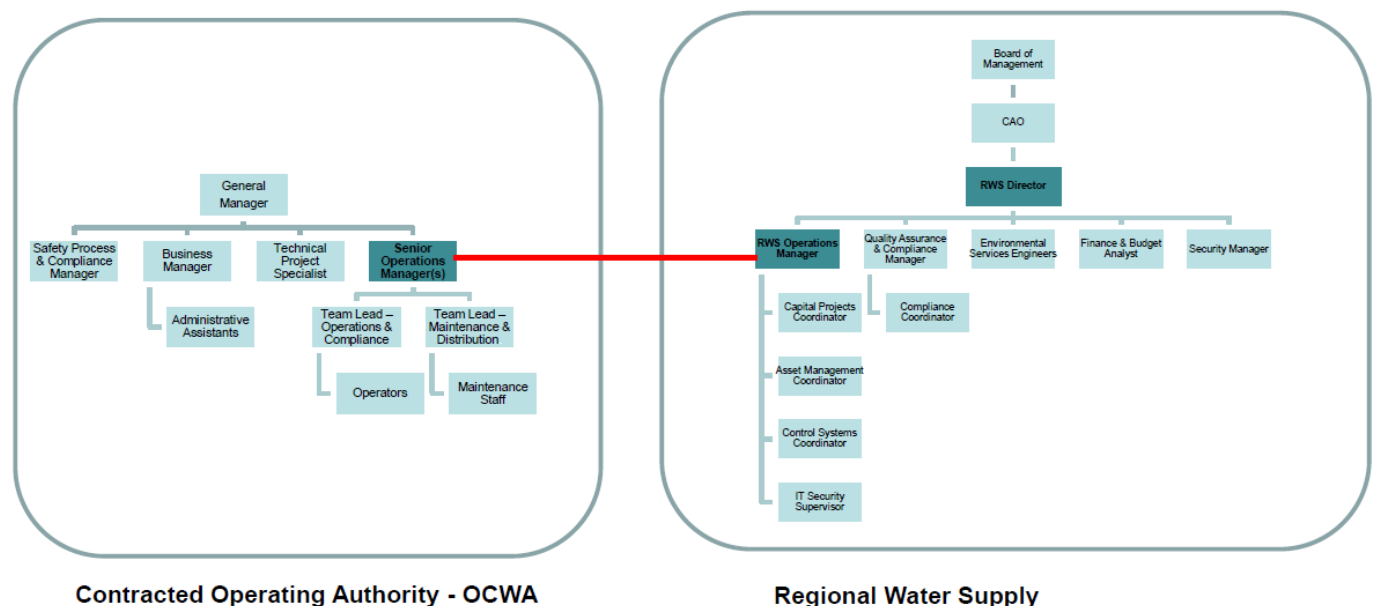 General
Manager
Safety Process
& Compliance
Manager
Business
Manager
Technical
Project
Specialist
Senior
Operations
Manager(s)
Administrative
Assistants
Team Lead –
Operations &
Compliance
Team Lead –
Maintenance &
Distribution
Operators
Maintenance
Staff
Contracted Operating Authority - OCWA
Board of
Management
CAO
RWS Director
RWS Operations
Manager
Quality Assurance
& Compliance
Manager
Environmental
Services Engineers
Finance & Budget
Analyst
Security Manager
Capital Projects
Coordinator
Compliance
Coordinator
Asset Management
Coordinator
Control Systems
Coordinator
IT Security
Supervisor
Regional Water Supply